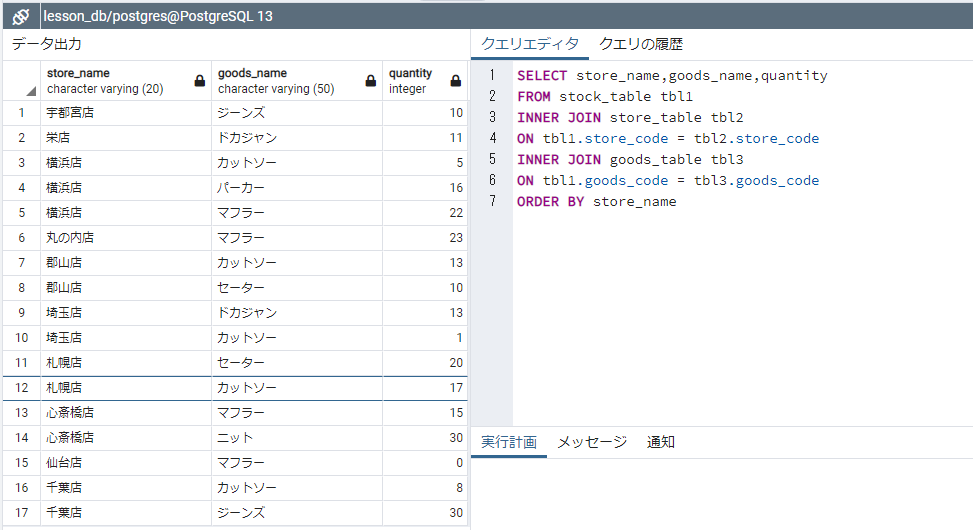 lesson_db/postgres@PostgreSQL 13
データ出力
store_name
character varying (20)
goods_name
character varying (50)
quantity
integer
1 宇都宮店 ジーンズ 10
2 栄店 ドカジャン 11
3 横浜店 カットソー 5
4 横浜店 パーカー 16
5 横浜店 マフラー 22
6 丸の内店 マフラー 23
7 郡山店 カットソー 13
8 郡山店 セーター 10
9 埼玉店 ドカジャン 13
10 埼玉店 カットソー 1
11 札幌店 セーター 20
12 札幌店 カットソー 17
13 心斎橋店 マフラー 15
14 心斎橋店 ニット 30
15 仙台店 マフラー 0
16 千葉店 カットソー 8
17 千葉店 ジーンズ 30
クエリエディタ クエリの履歴
1 SELECT store_name,goods_name,quantity
2 FROM stock_table tbl1
3 INNER JOIN store_table tbl2
4 ON tbl1.store_code = tbl2.store_code
5 INNER JOIN goods_table tbl3
6 ON tbl1.goods_code = tbl3.goods_code
7 ORDER BY store_name
実行計画 メッセージ 通知